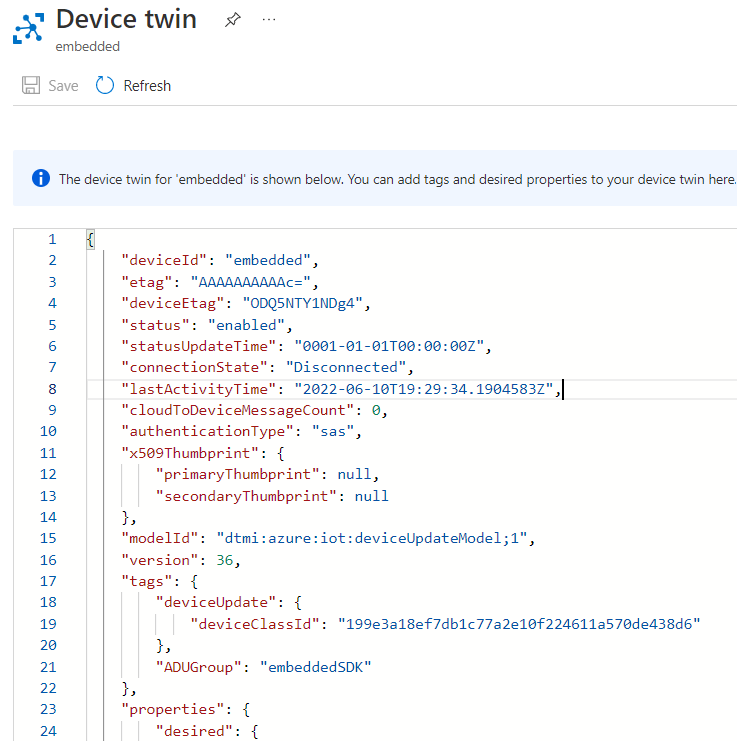 Device twin
embedded
Save Refresh
The device twin for 'embedded' is shown below. You can add tags and desired properties to your device twin here.
1 {
2 "deviceId": "embedded",
3 "etag": "AAAAAAAAAAc=",
4 "deviceEtag": "ODQ5NTY1NDg4",
5 "status": "enabled",
6 "statusUpdateTime": "0001-01-01T00:00:00Z",
7 "connectionState": "Disconnected",
8 "lastActivityTime": "2022-06-10T19:29:34.1904583Z",
9 "cloudToDeviceMessageCount": 0,
10 "authenticationType": "sas",
11 "x509Thumbprint": {
12 "primaryThumbprint": null,
13 "secondaryThumbprint": null
14 },
15 "modelId": "dtmi:azure:iot:deviceUpdateModel;1",
16 "version": 36,
17 "tags": {
18 "deviceUpdate": {
19 "deviceClassId": "199e3a18ef7db1c77a2e10f224611a570de438d6"
20 },
21 "ADUGroup": "embeddedSDK"
22 },
23 "properties": {
24 "desired": {